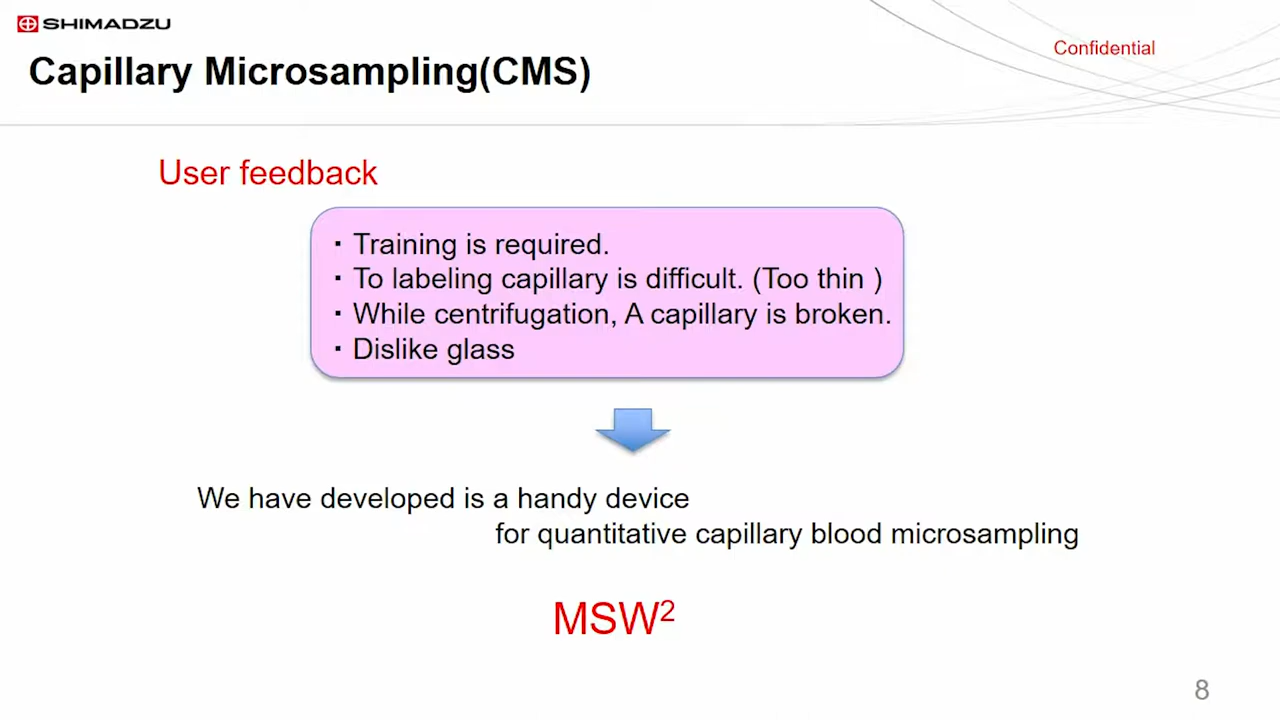 SHIMADZU
Confidential
Capillary Microsampling(CMS)
User feedback
・Training is required.
・To labeling capillary is difficult. (Too thin )
・While centrifugation, A capillary is broken.
・Dislike glass
We have developed is a handy device
for quantitative capillary blood microsampling
MSW²
8